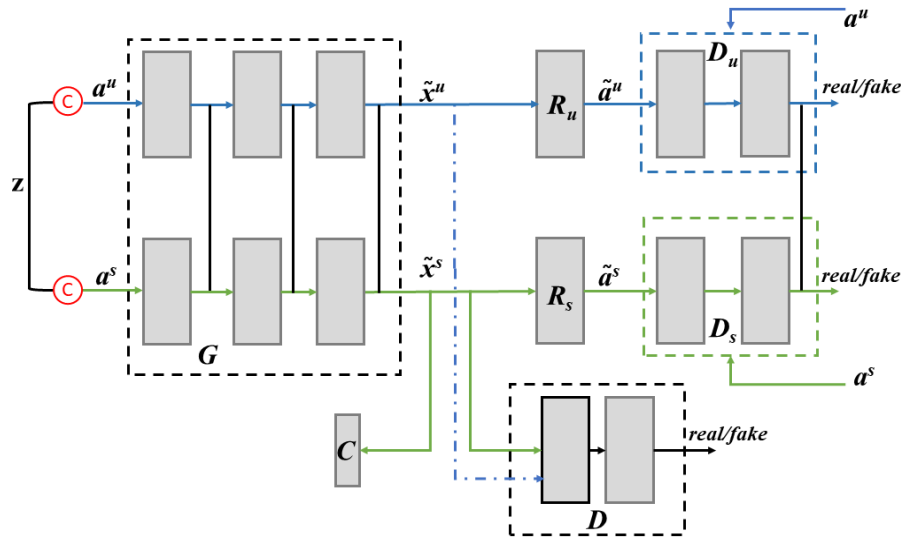 aᵘ
Dᵤ
C aᵘ x̃ᵘ Rᵤ ãᵘ real/fake
z
C aˢ x̃ˢ Rₛ ãˢ real/fake
G Dₛ
aˢ
C real/fake
D